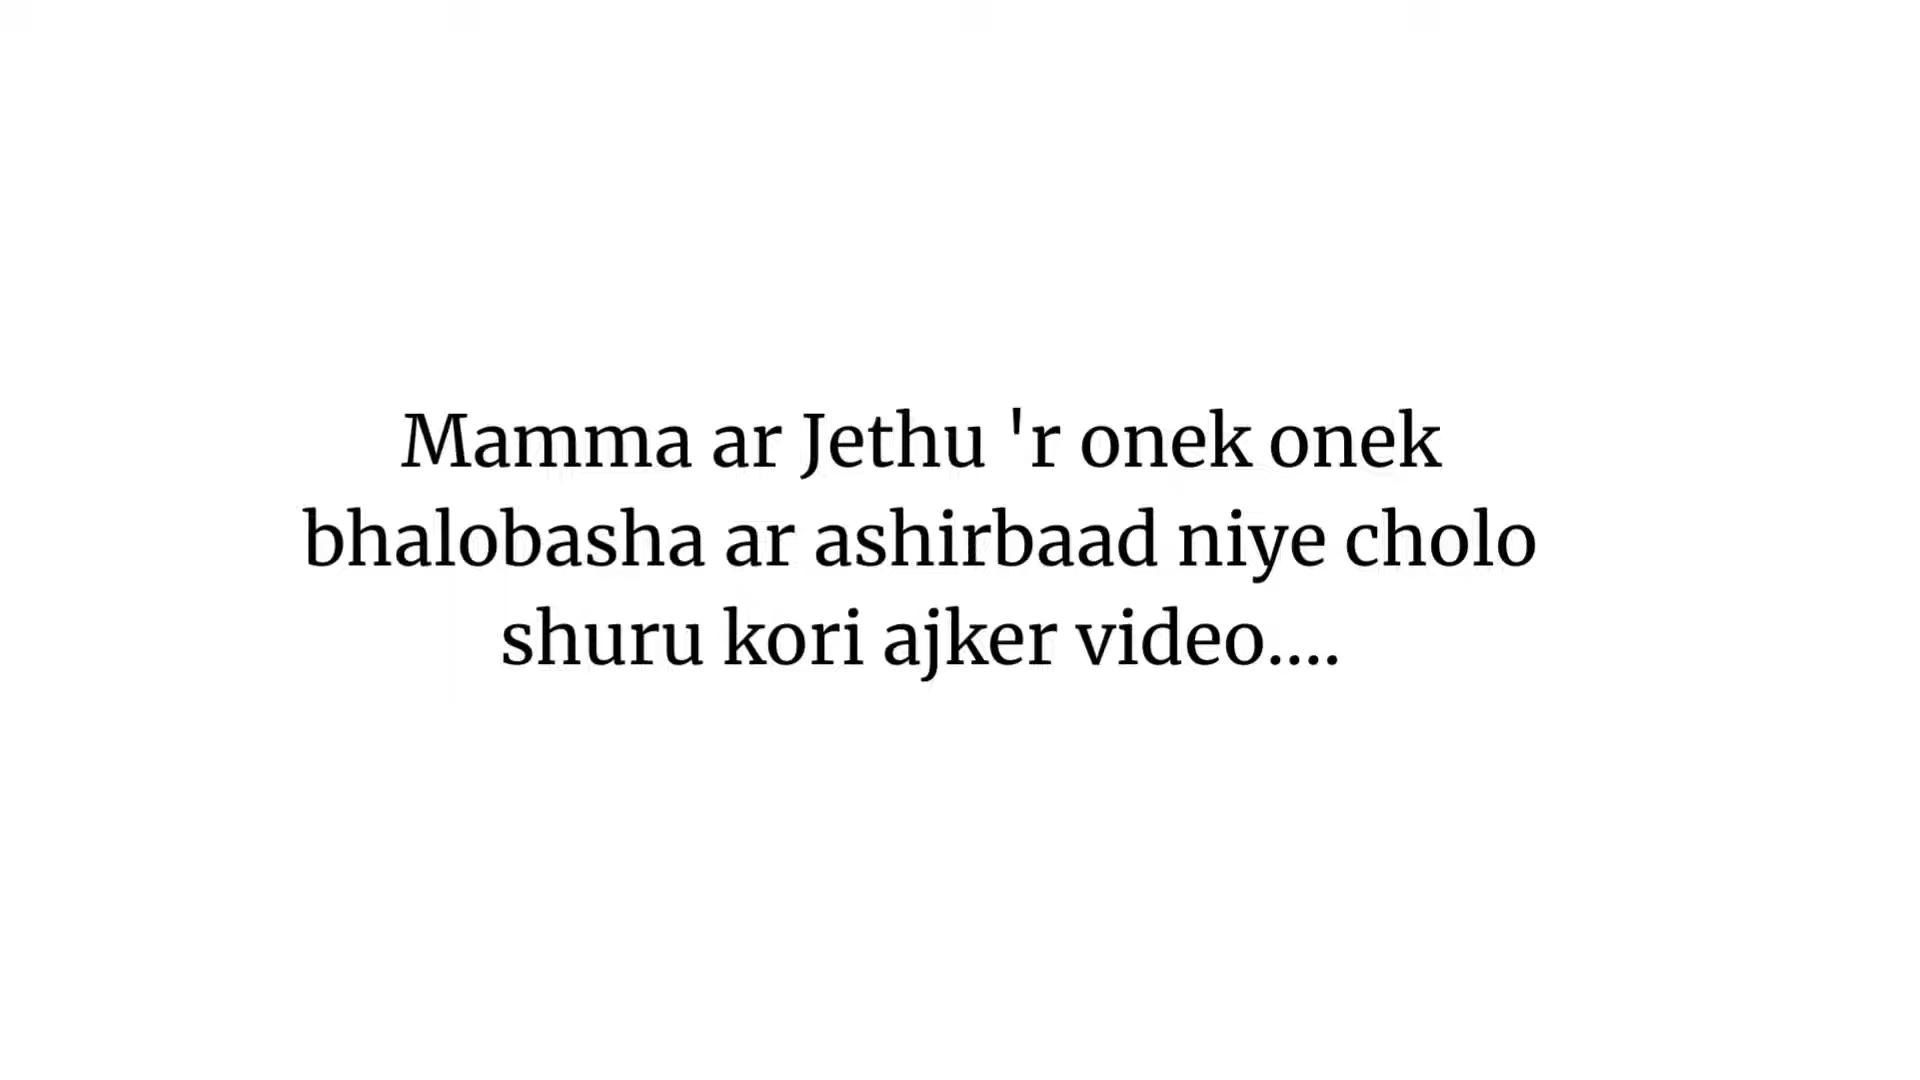 Mamma ar Jethu 'r onek onek
bhalobasha ar ashirbaad niye cholo
shuru kori ajker video....